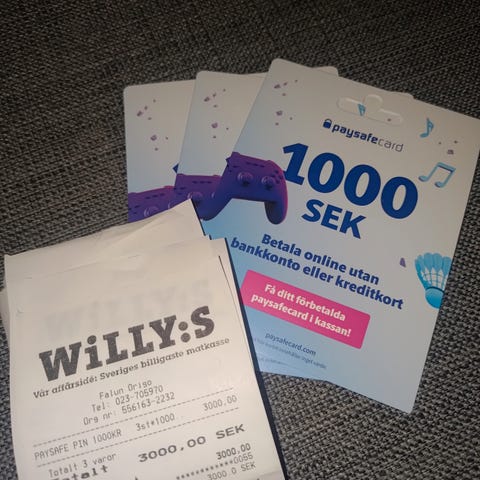 paysafecard
1000
SEK
Betala online utan
bankkonto eller kreditkort
Få ditt förbetalda
paysafecard i kassan!
paysafecard.com
WiLLY:S
Vår affärsidé: Sveriges billigaste matkasse
Falun Origo
Tel: 023-705970
Org nr: 556163-2232
PAYSAFE PIN 1000KR 3st*1000 3000,00
Totalt 3 varor
Totalt 3000,00 SEK
3000,00